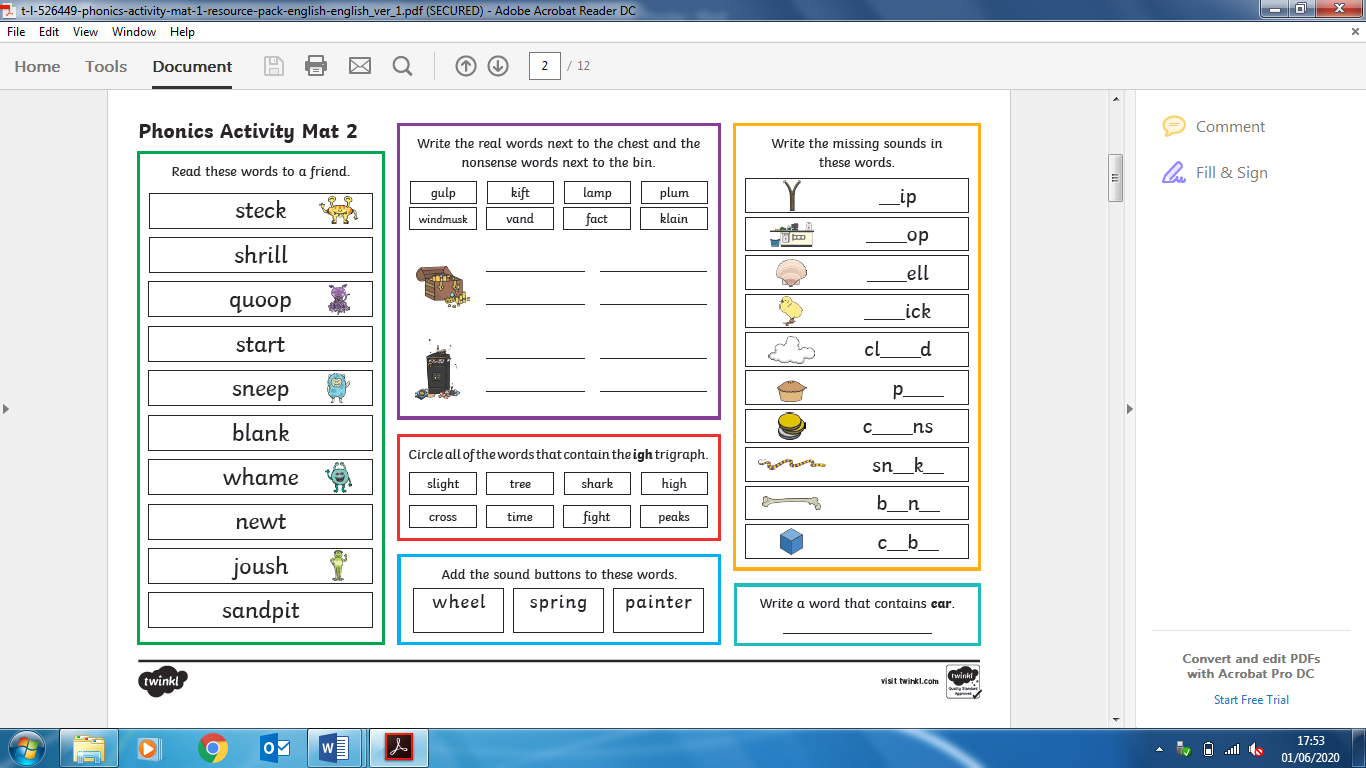 t-l-526449-phonics-activity-mat-1-resource-pack-english-english_ver_1.pdf (SECURED) - Adobe Acrobat Reader DC
File Edit View Window Help
Home Tools Document 2 / 12
Phonics Activity Mat 2
Read these words to a friend.
steck
shrill
quoop
start
sneep
blank
whame
newt
joush
sandpit
Write the real words next to the chest and the
nonsense words next to the bin.
gulp kift lamp plum
windmusk vand fact klain
Circle all of the words that contain the igh trigraph.
slight tree shark high
cross time fight peaks
Add the sound buttons to these words.
wheel spring painter
Write the missing sounds in
these words.
__ip
____op
____ell
____ick
cl____d
p____
c____ns
sn__k__
b__n__
c__b__
Write a word that contains ear.
twinkl
visit twinkl.com
twinkl
Quality Standard
Approved
Comment
Fill & Sign
Convert and edit PDFs
with Acrobat Pro DC
Start Free Trial
17:53
01/06/2020